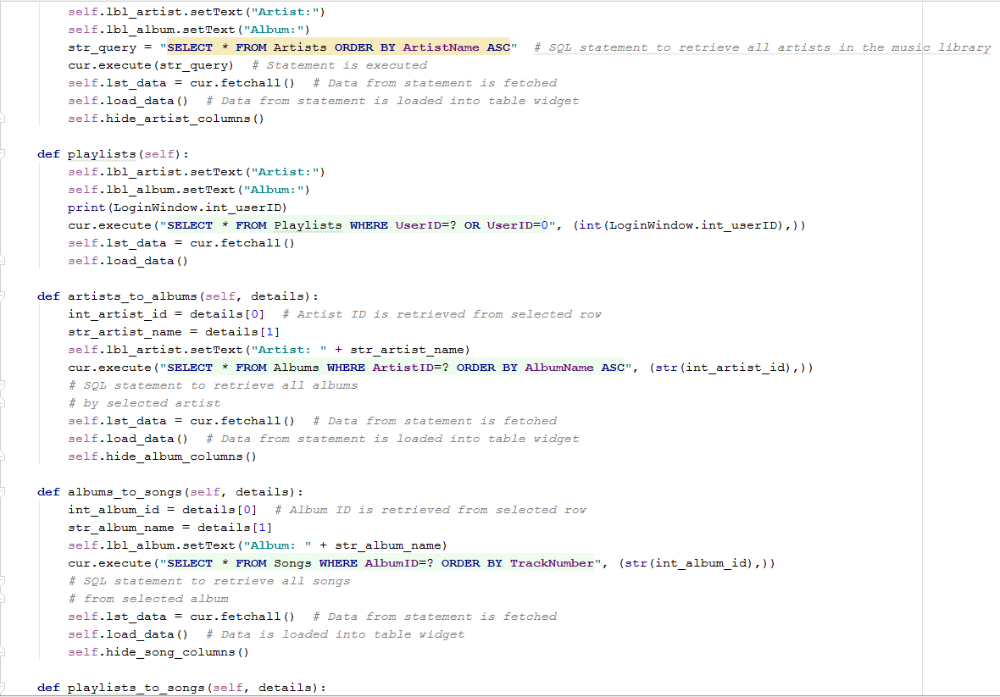 self.lbl_artist.setText("Artist:")
self.lbl_album.setText("Album:")
str_query = "SELECT * FROM Artists ORDER BY ArtistName ASC"  # SQL statement to retrieve all artists in the music library
cur.execute(str_query)  # Statement is executed
self.lst_data = cur.fetchall()  # Data from statement is fetched
self.load_data()  # Data from statement is loaded into table widget
self.hide_artist_columns()
def playlists(self):
self.lbl_artist.setText("Artist:")
self.lbl_album.setText("Album:")
print(LoginWindow.int_userID)
cur.execute("SELECT * FROM Playlists WHERE UserID=? OR UserID=0", (int(LoginWindow.int_userID),))
self.lst_data = cur.fetchall()
self.load_data()
def artists_to_albums(self, details):
int_artist_id = details[0]  # Artist ID is retrieved from selected row
str_artist_name = details[1]
self.lbl_artist.setText("Artist: " + str_artist_name)
cur.execute("SELECT * FROM Albums WHERE ArtistID=? ORDER BY AlbumName ASC", (str(int_artist_id),))
# SQL statement to retrieve all albums
# by selected artist
self.lst_data = cur.fetchall()  # Data from statement is fetched
self.load_data()  # Data from statement is loaded into table widget
self.hide_album_columns()
def albums_to_songs(self, details):
int_album_id = details[0]  # Album ID is retrieved from selected row
str_album_name = details[1]
self.lbl_album.setText("Album: " + str_album_name)
cur.execute("SELECT * FROM Songs WHERE AlbumID=? ORDER BY TrackNumber", (str(int_album_id),))
# SQL statement to retrieve all songs
# from selected album
self.lst_data = cur.fetchall()  # Data from statement is fetched
self.load_data()  # Data is loaded into table widget
self.hide_song_columns()
def playlists_to_songs(self, details):